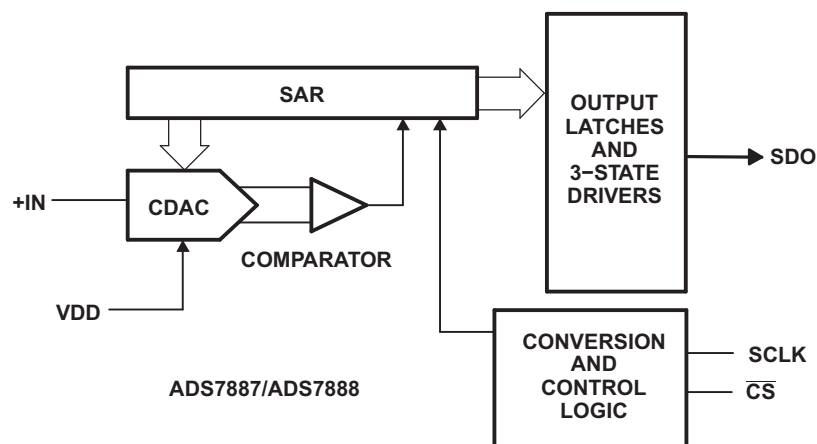 SAR
OUTPUT
LATCHES
AND
3−STATE
DRIVERS
SDO
+IN
CDAC
COMPARATOR
VDD
CONVERSION
AND
CONTROL
LOGIC
SCLK
C̅S̅
ADS7887/ADS7888